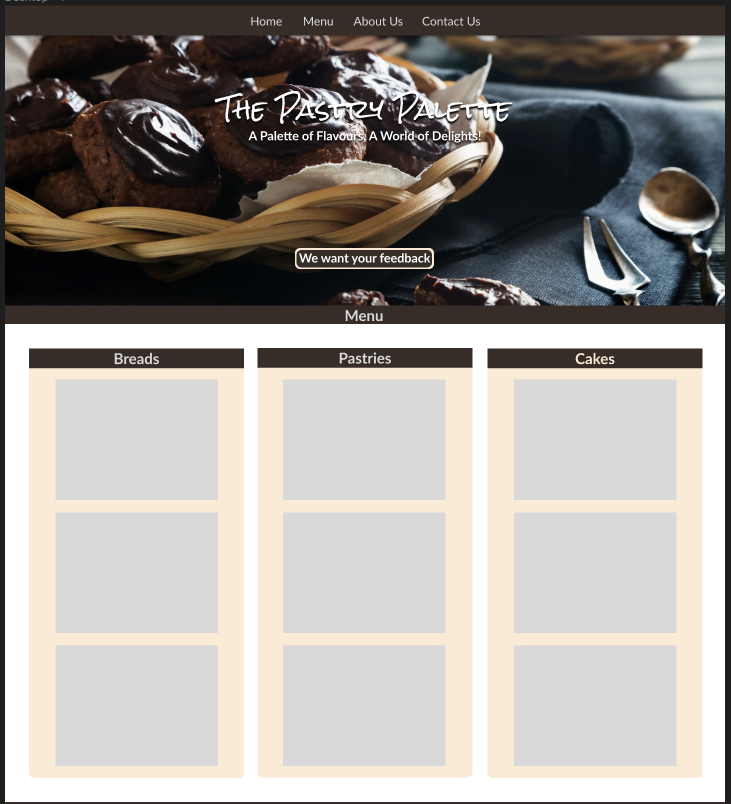 Home Menu About Us Contact Us
The Pastry Palette
A Palette of Flavours, A World of Delights!
We want your feedback
Menu
Breads Pastries Cakes